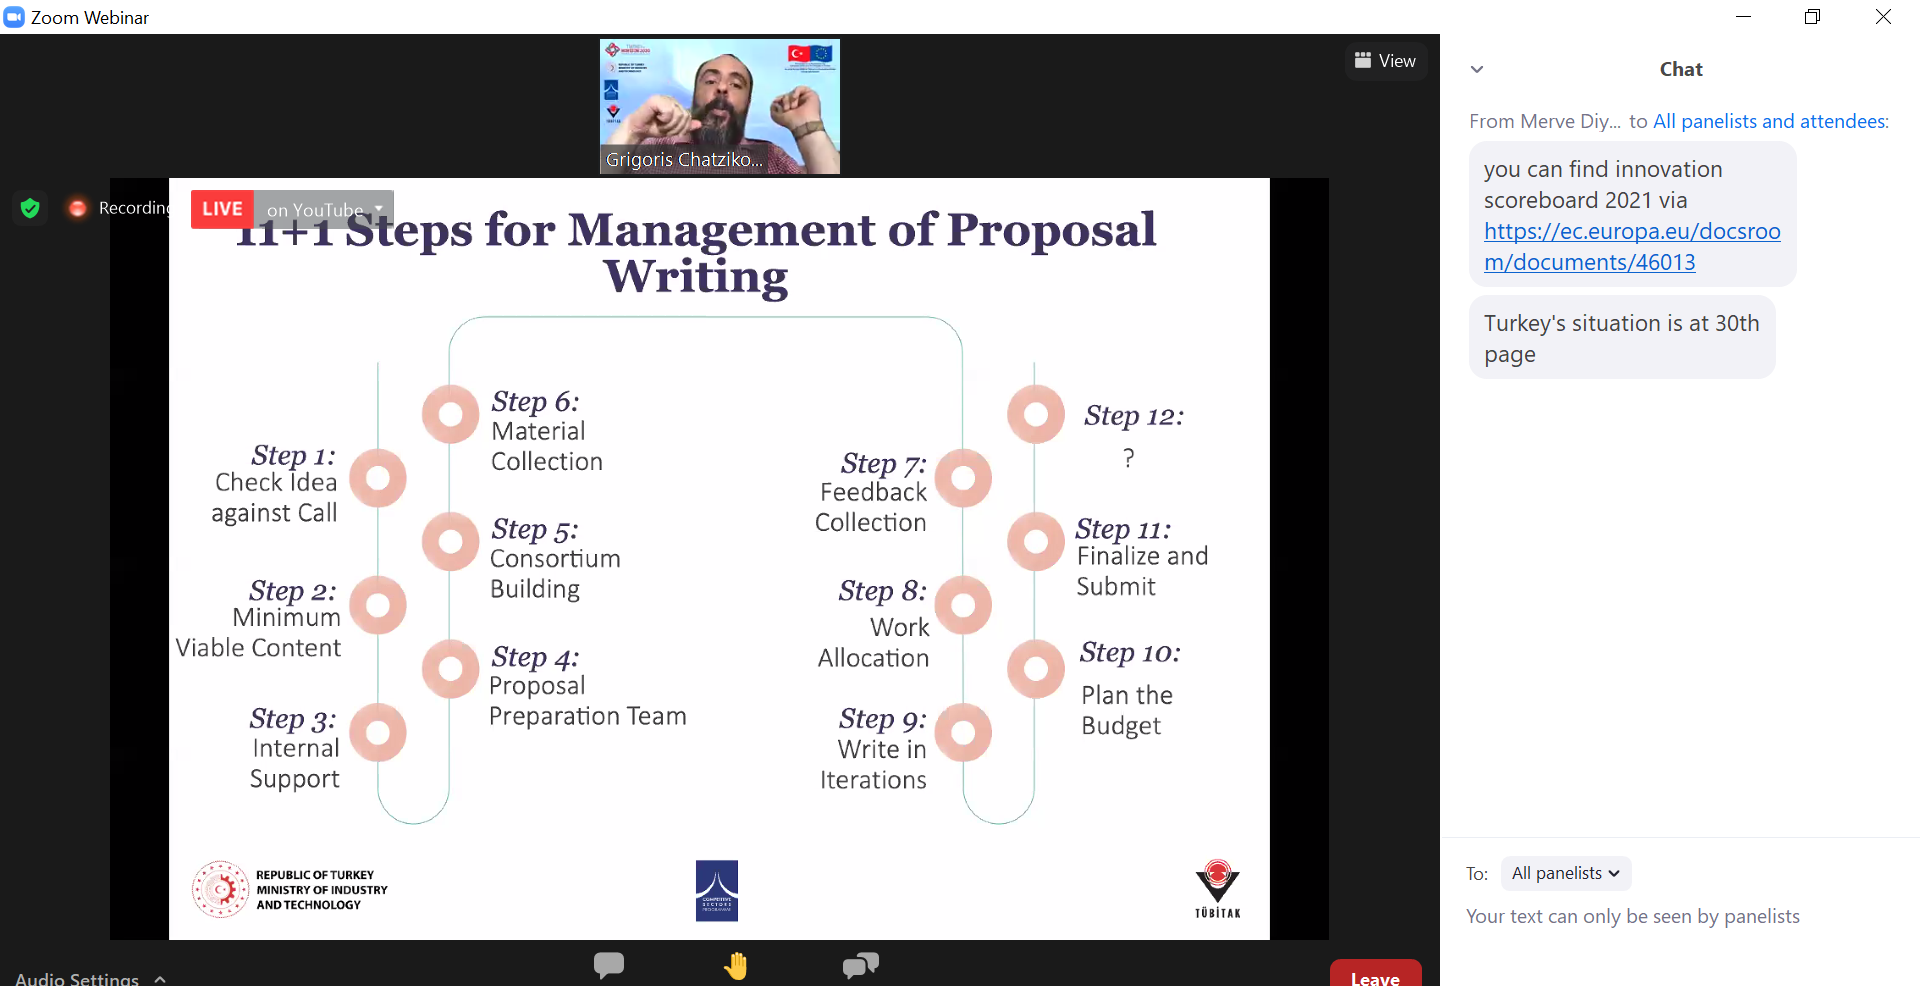 Zoom Webinar
View
Grigoris Chatziko...
Recording
LIVE on YouTube
11+1 Steps for Management of Proposal
Writing
Step 1:
Check Idea
against Call
Step 2:
Minimum
Viable Content
Step 3:
Internal
Support
Step 6:
Material
Collection
Step 5:
Consortium
Building
Step 4:
Proposal
Preparation Team
Step 7:
Feedback
Collection
Step 8:
Work
Allocation
Step 9:
Write in
Iterations
Step 12:
?
Step 11:
Finalize and
Submit
Step 10:
Plan the
Budget
REPUBLIC OF TURKEY
MINISTRY OF INDUSTRY
AND TECHNOLOGY
COMPETITIVE
SECTORS
PROGRAMME
TÜBİTAK
Audio Settings
Leave
Chat
From Merve Diy... to All panelists and attendees:
you can find innovation
scoreboard 2021 via
https://ec.europa.eu/docsroo
m/documents/46013
Turkey's situation is at 30th
page
To: All panelists
Your text can only be seen by panelists